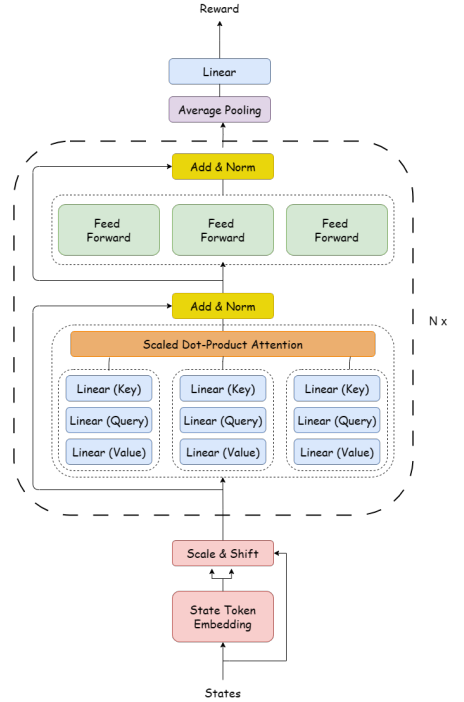 Reward
Linear
Average Pooling
Add & Norm
Feed
Forward
Feed
Forward
Feed
Forward
Add & Norm
N x
Scaled Dot-Product Attention
Linear (Key)
Linear (Key)
Linear (Key)
Linear (Query)
Linear (Query)
Linear (Query)
Linear (Value)
Linear (Value)
Linear (Value)
Scale & Shift
State Token
Embedding
States